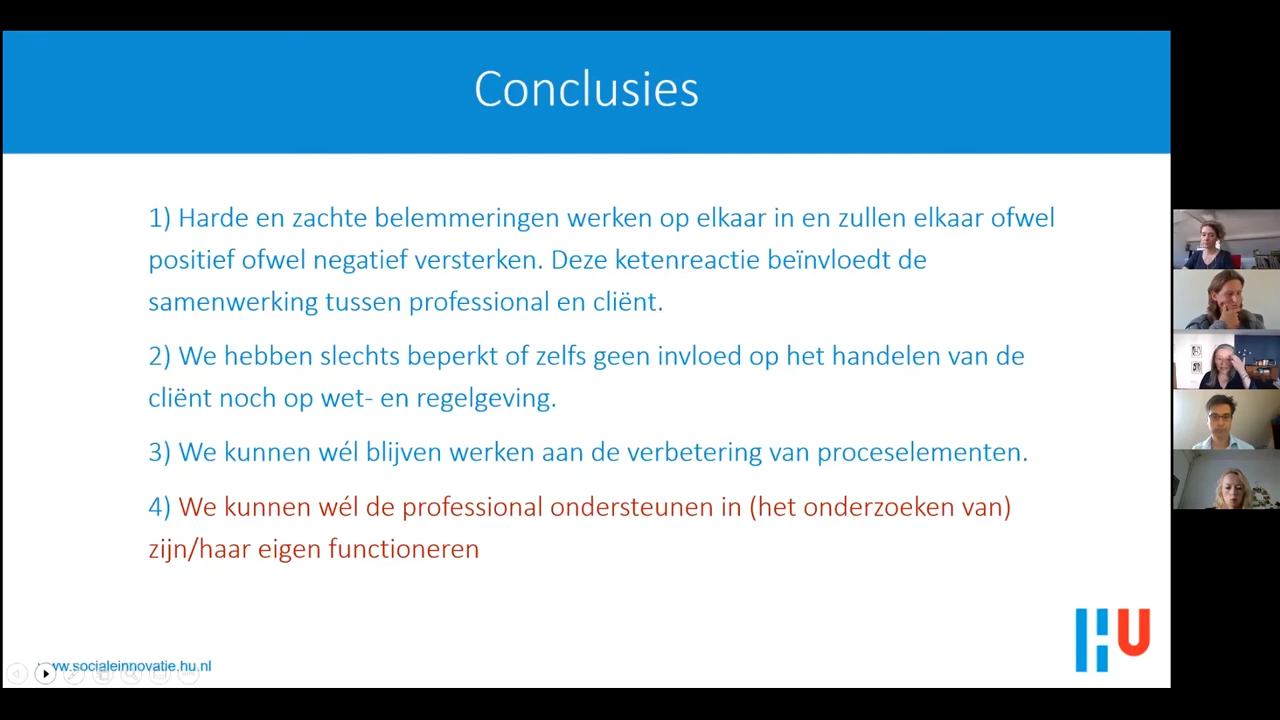 Conclusies
1) Harde en zachte belemmeringen werken op elkaar in en zullen elkaar ofwel
positief ofwel negatief versterken. Deze ketenreactie beïnvloedt de
samenwerking tussen professional en cliënt.
2) We hebben slechts beperkt of zelfs geen invloed op het handelen van de
cliënt noch op wet- en regelgeving.
3) We kunnen wél blijven werken aan de verbetering van proceselementen.
4) We kunnen wél de professional ondersteunen in (het onderzoeken van)
zijn/haar eigen functioneren
HU
www.socialeinnovatie.hu.nl